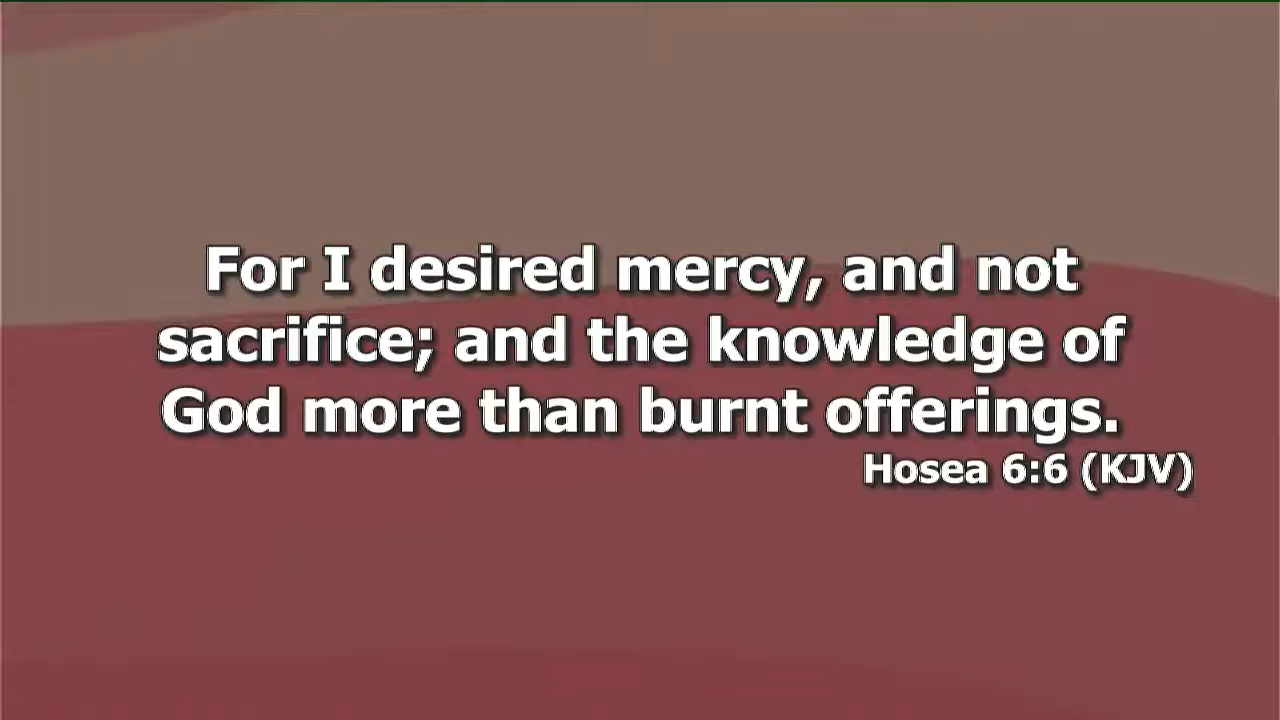 For I desired mercy, and not
sacrifice; and the knowledge of
God more than burnt offerings.
Hosea 6:6 (KJV)